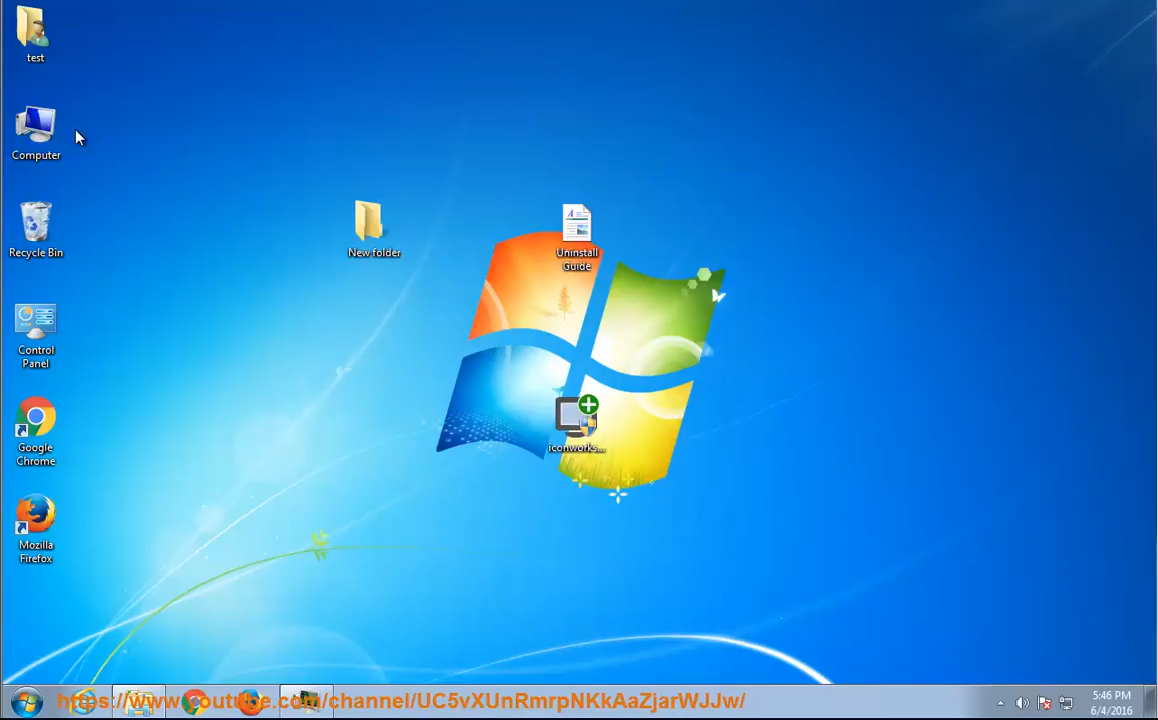 test
Computer
Recycle Bin
New folder
Uninstall
Guide
Control
Panel
Google
Chrome
iconworks...
Mozilla
Firefox
https://www.youtube.com/channel/UC5vXUnRmrpNKkAaZjarWJJw/
5:46 PM
6/4/2016